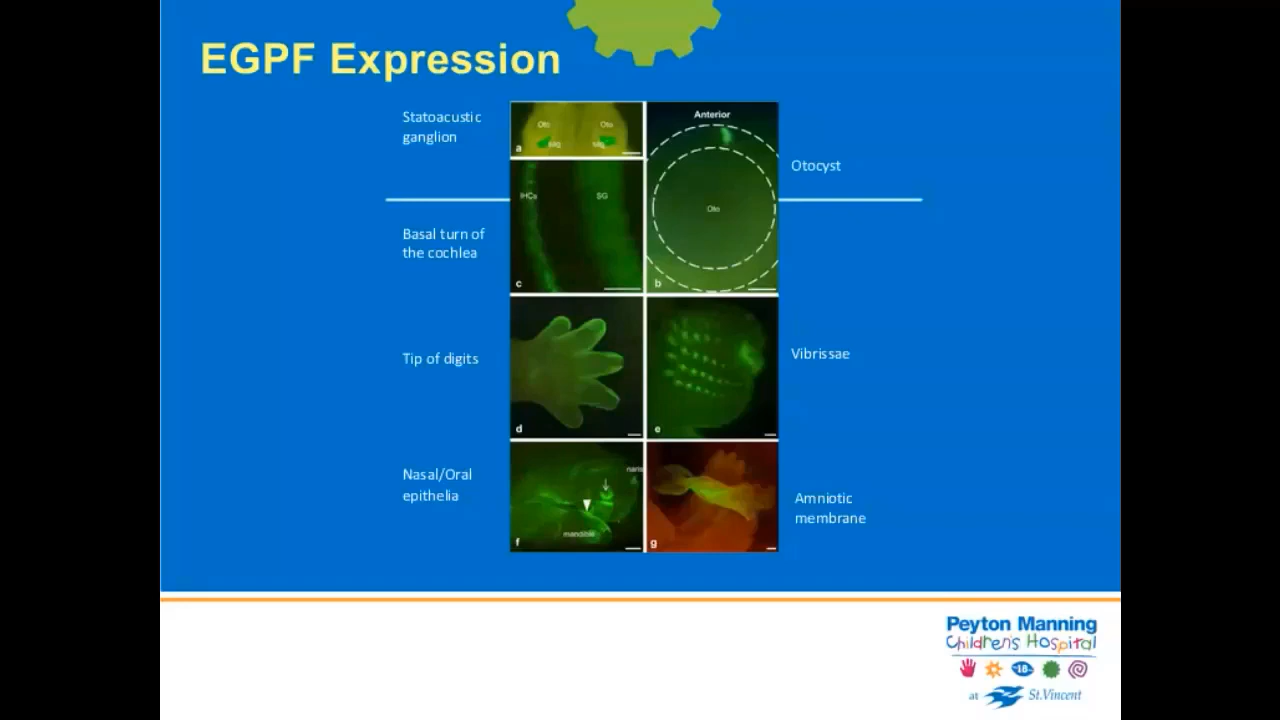 EGPF Expression
Statoacustic
ganglion
Oto
Oto
a
Anterior
Otocyst
IHCs
SG
Oto
Basal turn of
the cochlea
c
b
Tip of digits
Vibrissae
d
e
Nasal/Oral
epithelia
naris
mandible
f
g
Amniotic
membrane
Peyton Manning
Children's Hospital
18
at St.Vincent